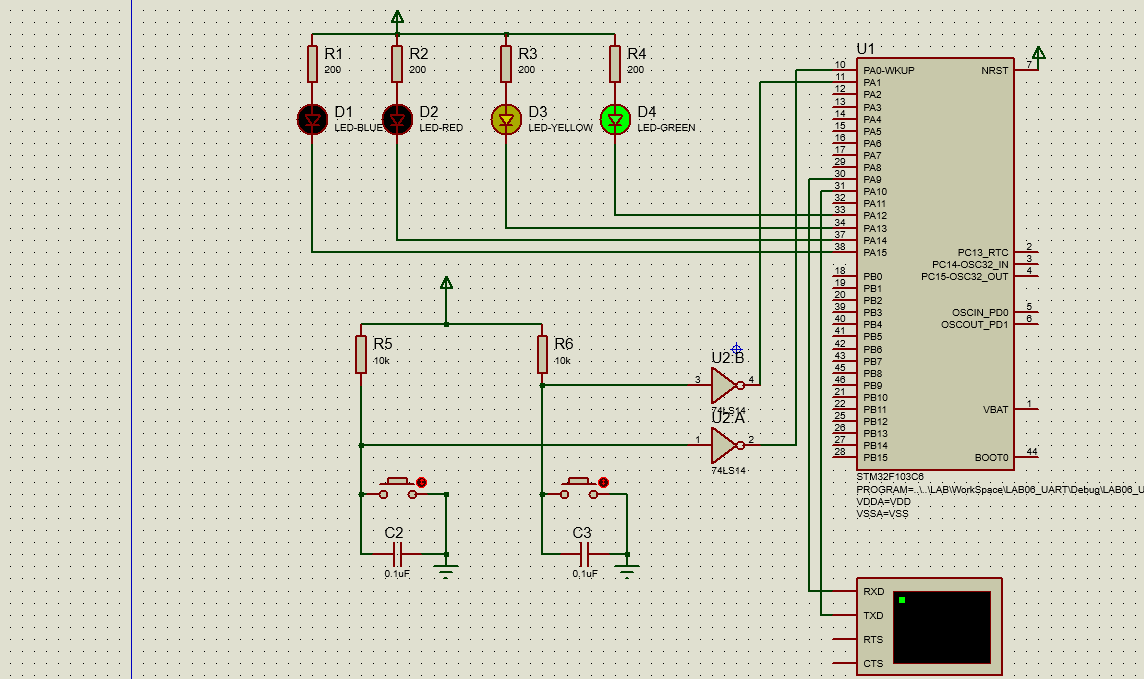 R1
200
R2
200
R3
200
R4
200
D1
LED-BLUE
D2
LED-RED
D3
LED-YELLOW
D4
LED-GREEN
U1
10 PA0-WKUP
11 PA1
12 PA2
13 PA3
14 PA4
15 PA5
16 PA6
17 PA7
29 PA8
30 PA9
31 PA10
32 PA11
33 PA12
34 PA13
37 PA14
38 PA15
18 PB0
19 PB1
20 PB2
39 PB3
40 PB4
41 PB5
42 PB6
43 PB7
45 PB8
46 PB9
21 PB10
22 PB11
25 PB12
26 PB13
27 PB14
28 PB15
NRST 7
PC13_RTC 2
PC14-OSC32_IN 3
PC15-OSC32_OUT 4
OSCIN_PD0 5
OSCOUT_PD1 6
VBAT 1
BOOT0 44
STM32F103C6
PROGRAM=..\..\LAB\WorkSpace\LAB06_UART\Debug\LAB06_U
VDDA=VDD
VSSA=VSS
R5
10k
R6
10k
U2:B
3 4
74LS14
U2:A
1 2
74LS14
C2
0.1uF
C3
0.1uF
RXD
TXD
RTS
CTS